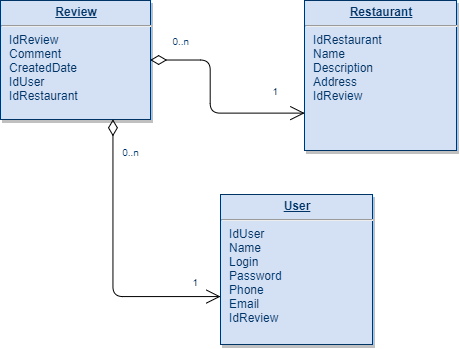 Review
IdReview
Comment
CreatedDate
IdUser
IdRestaurant
0..n
1
Restaurant
IdRestaurant
Name
Description
Address
IdReview
0..n
1
User
IdUser
Name
Login
Password
Phone
Email
IdReview